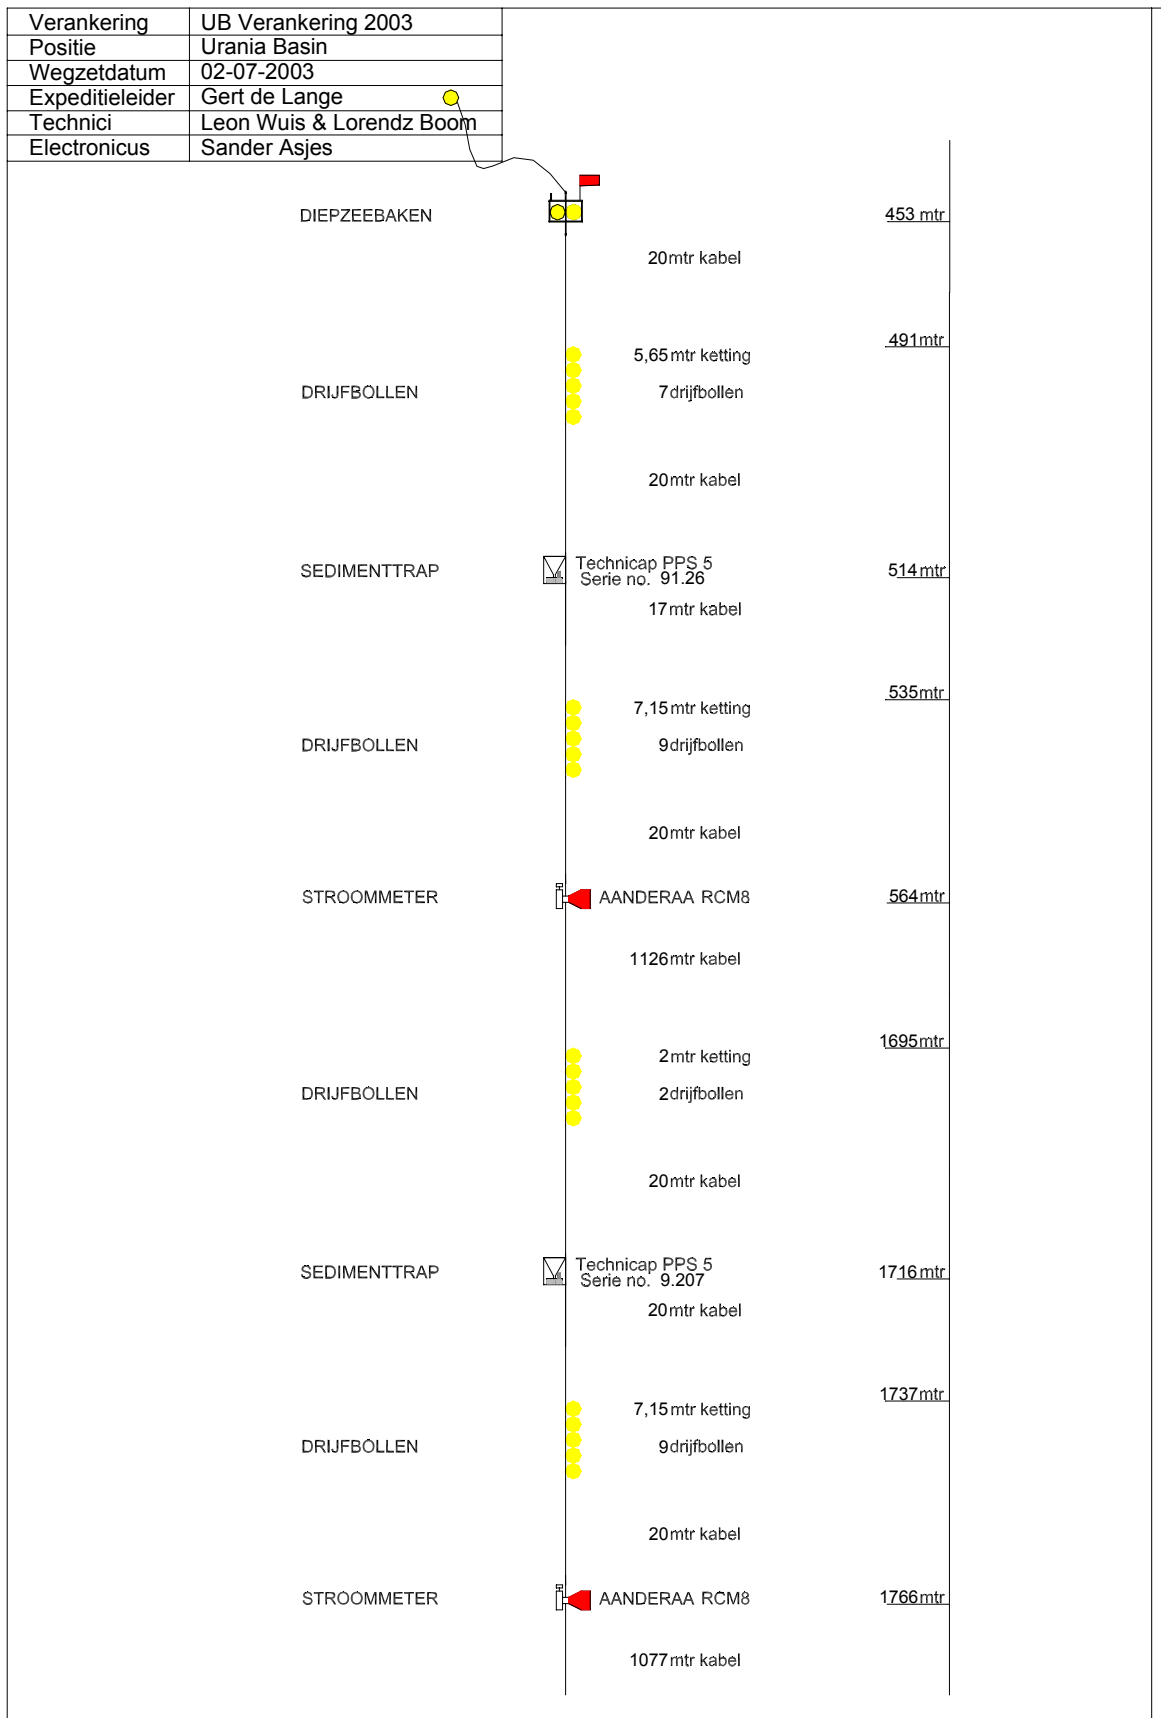 Verankering UB Verankering 2003
Positie Urania Basin
Wegzetdatum 02-07-2003
Expeditieleider Gert de Lange
Technici Leon Wuis & Lorendz Boom
Electronicus Sander Asjes
DIEPZEEBAKEN 453 mtr
20 mtr kabel
491 mtr
5,65 mtr ketting
DRIJFBOLLEN 7 drijfbollen
20 mtr kabel
SEDIMENTTRAP Technicap PPS 5 514 mtr
Serie no. 91.26
17 mtr kabel
535 mtr
7,15 mtr ketting
DRIJFBOLLEN 9 drijfbollen
20 mtr kabel
STROOMMETER AANDERAA RCM8 564 mtr
1126 mtr kabel
1695 mtr
2 mtr ketting
DRIJFBOLLEN 2 drijfbollen
20 mtr kabel
SEDIMENTTRAP Technicap PPS 5 1716 mtr
Serie no. 9.207
20 mtr kabel
1737 mtr
7,15 mtr ketting
DRIJFBOLLEN 9 drijfbollen
20 mtr kabel
STROOMMETER AANDERAA RCM8 1766 mtr
1077 mtr kabel